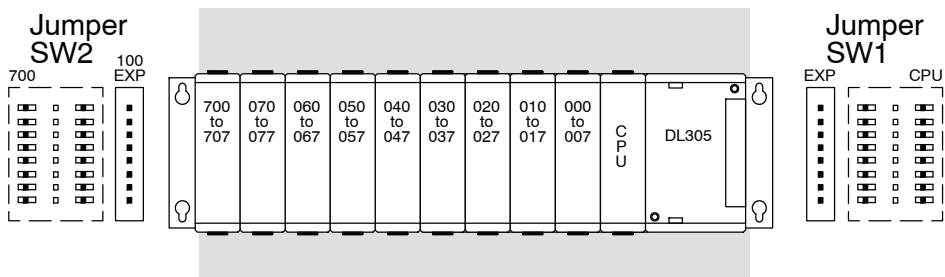 Jumper
SW2
700
100
EXP
700
to
707
070
to
077
060
to
067
050
to
057
040
to
047
030
to
037
020
to
027
010
to
017
000
to
007
C
P
U
DL305
Jumper
SW1
EXP
CPU